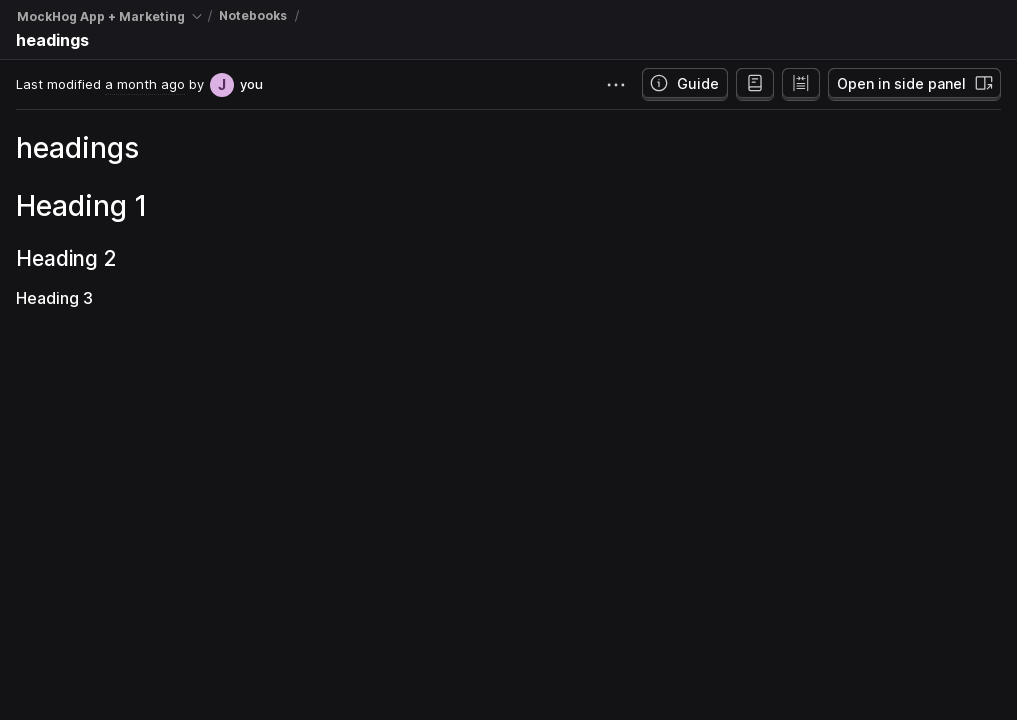 MockHog App + Marketing / Notebooks /
headings
Last modified a month ago by J you
Guide
Open in side panel
headings
Heading 1
Heading 2
Heading 3